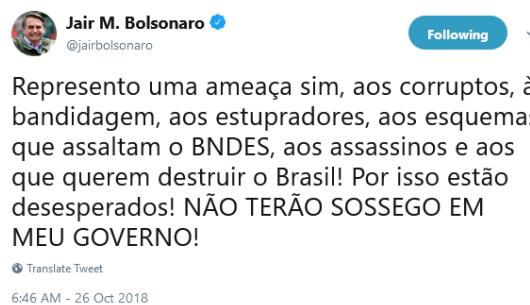 Jair M. Bolsonaro
@jairbolsonaro
Following
Represento uma ameaça sim, aos corruptos, à
bandidagem, aos estupradores, aos esquemas
que assaltam o BNDES, aos assassinos e aos
que querem destruir o Brasil! Por isso estão
desesperados! NÃO TERÃO SOSSEGO EM
MEU GOVERNO!
Translate Tweet
6:46 AM - 26 Oct 2018